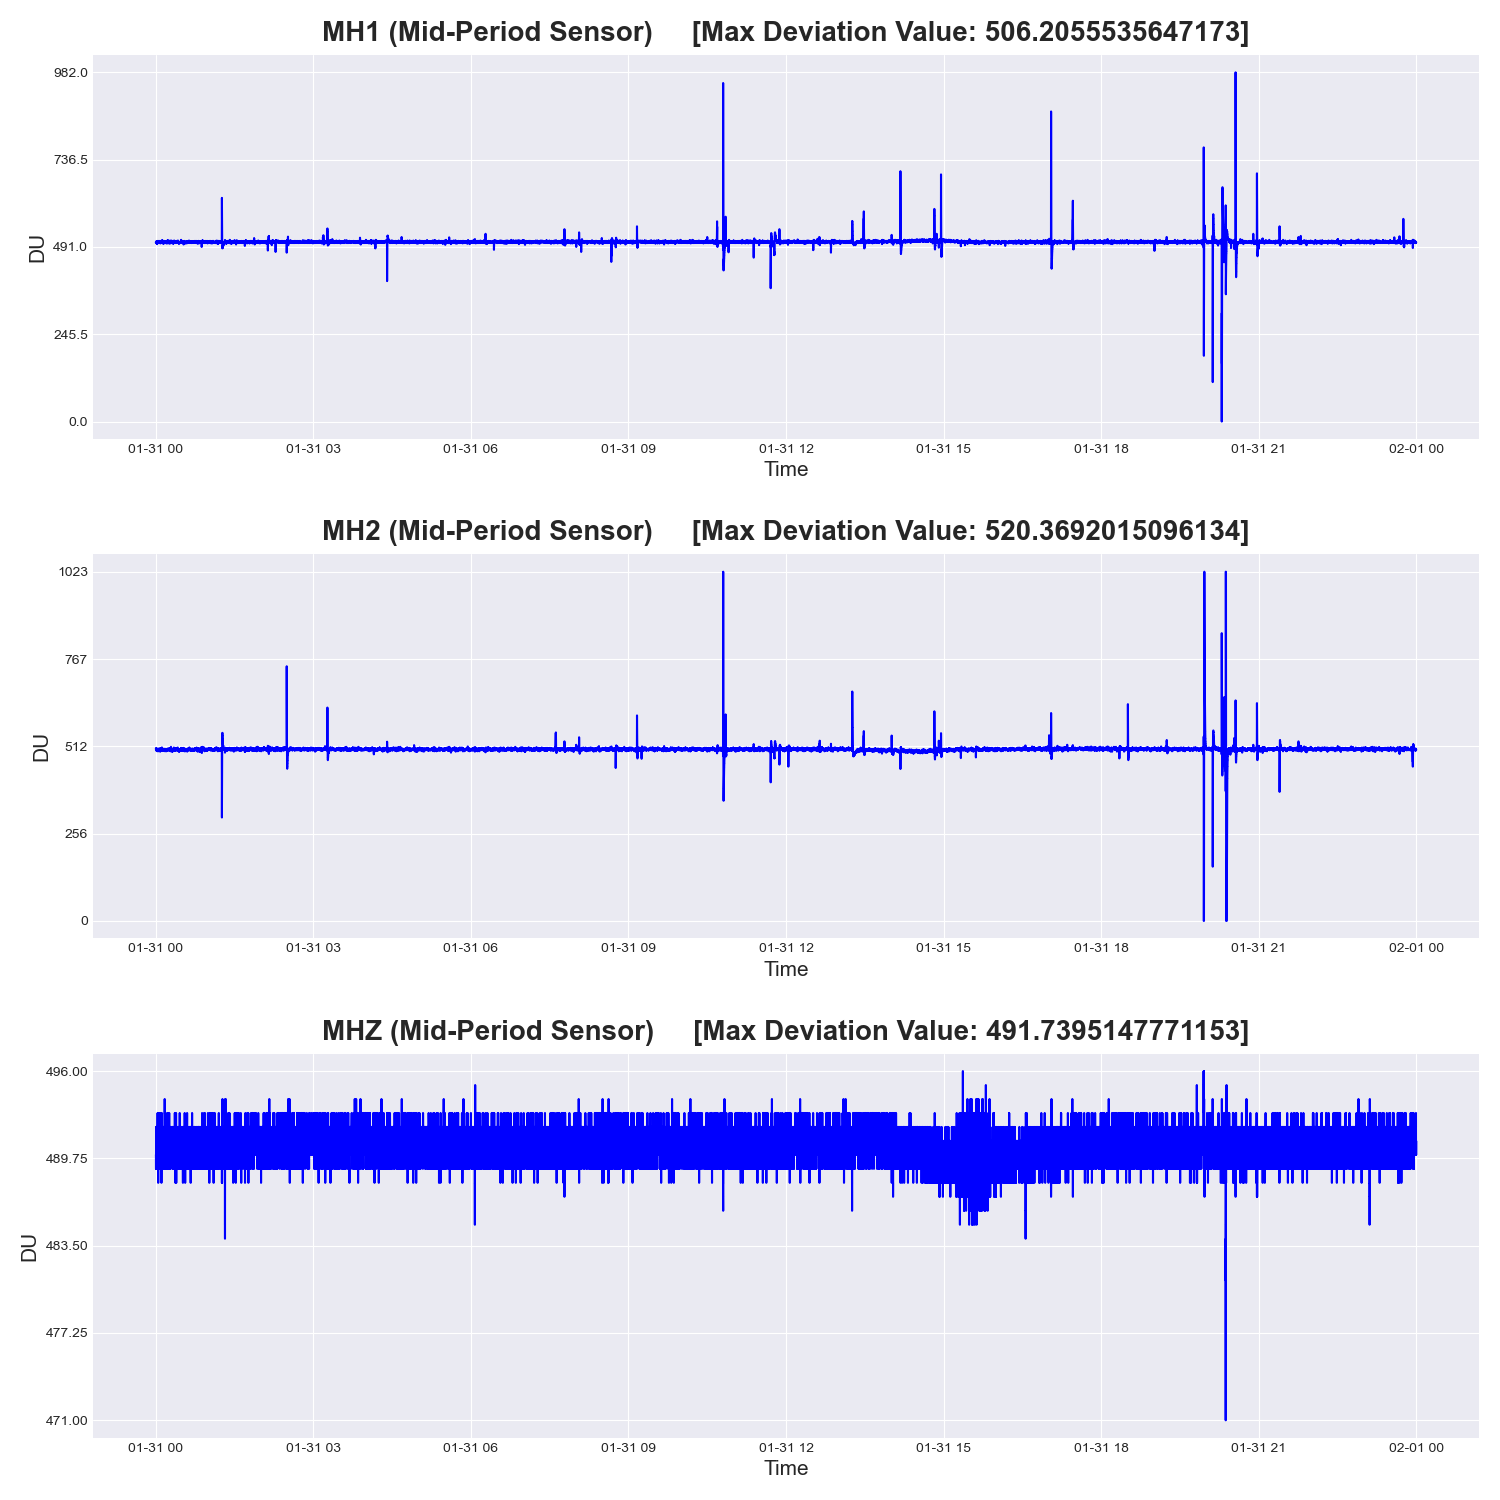 MH1 (Mid-Period Sensor) [Max Deviation Value: 506.2055535647173]
982.0
736.5
491.0
245.5
0.0
DU
01-31 00 01-31 03 01-31 06 01-31 09 01-31 12 01-31 15 01-31 18 01-31 21 02-01 00
Time
MH2 (Mid-Period Sensor) [Max Deviation Value: 520.3692015096134]
1023
767
512
256
0
DU
01-31 00 01-31 03 01-31 06 01-31 09 01-31 12 01-31 15 01-31 18 01-31 21 02-01 00
Time
MHZ (Mid-Period Sensor) [Max Deviation Value: 491.7395147771153]
496.00
489.75
483.50
477.25
471.00
DU
01-31 00 01-31 03 01-31 06 01-31 09 01-31 12 01-31 15 01-31 18 01-31 21 02-01 00
Time